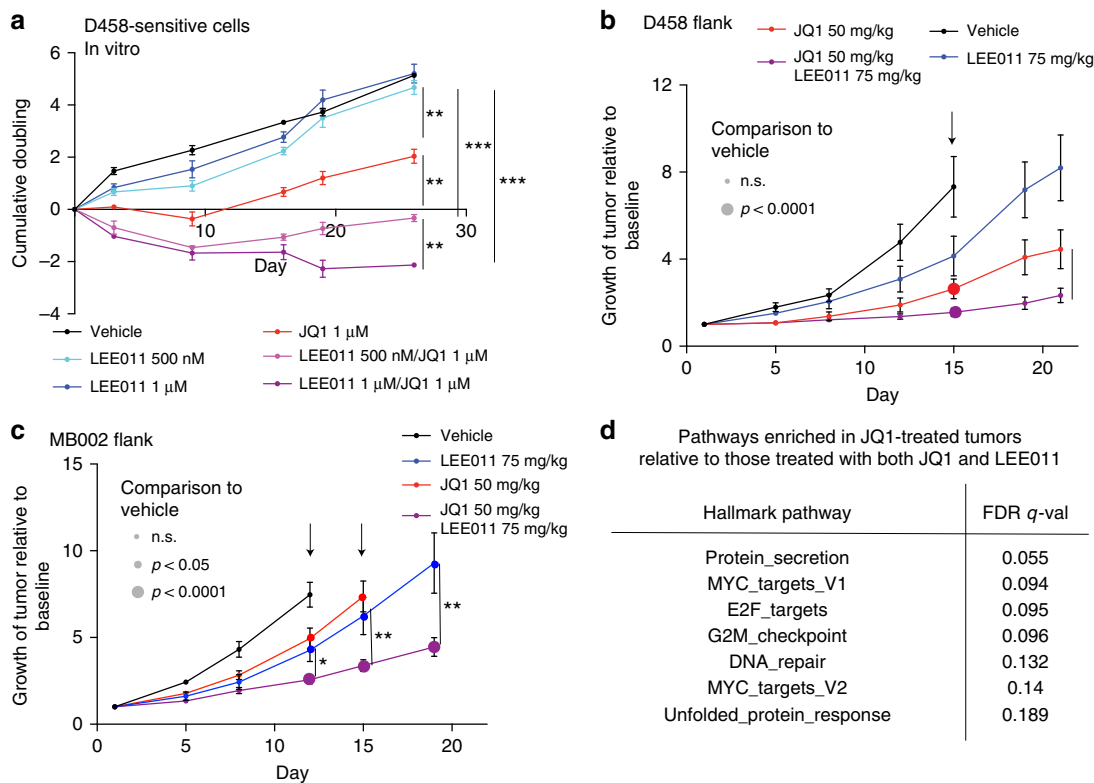 a
D458-sensitive cells
In vitro
Cumulative doubling
6
4
2
0
–2
–4
10
20
30
Day
**
**
**
***
***
Vehicle
LEE011 500 nM
LEE011 1 μM
JQ1 1 μM
LEE011 500 nM/JQ1 1 μM
LEE011 1 μM/JQ1 1 μM
b
D458 flank
JQ1 50 mg/kg
JQ1 50 mg/kg
LEE011 75 mg/kg
Vehicle
LEE011 75 mg/kg
Growth of tumor relative to
baseline
12
8
4
0
Comparison to
vehicle
n.s.
p < 0.0001
0
5
10
15
20
Day
c
MB002 flank
Vehicle
LEE011 75 mg/kg
JQ1 50 mg/kg
JQ1 50 mg/kg
LEE011 75 mg/kg
Growth of tumor relative to
baseline
15
10
5
0
Comparison to
vehicle
n.s.
p < 0.05
p < 0.0001
*
**
**
0
5
10
15
20
Day
d
Pathways enriched in JQ1-treated tumors
relative to those treated with both JQ1 and LEE011
Hallmark pathway FDR q-val
Protein_secretion 0.055
MYC_targets_V1 0.094
E2F_targets 0.095
G2M_checkpoint 0.096
DNA_repair 0.132
MYC_targets_V2 0.14
Unfolded_protein_response 0.189